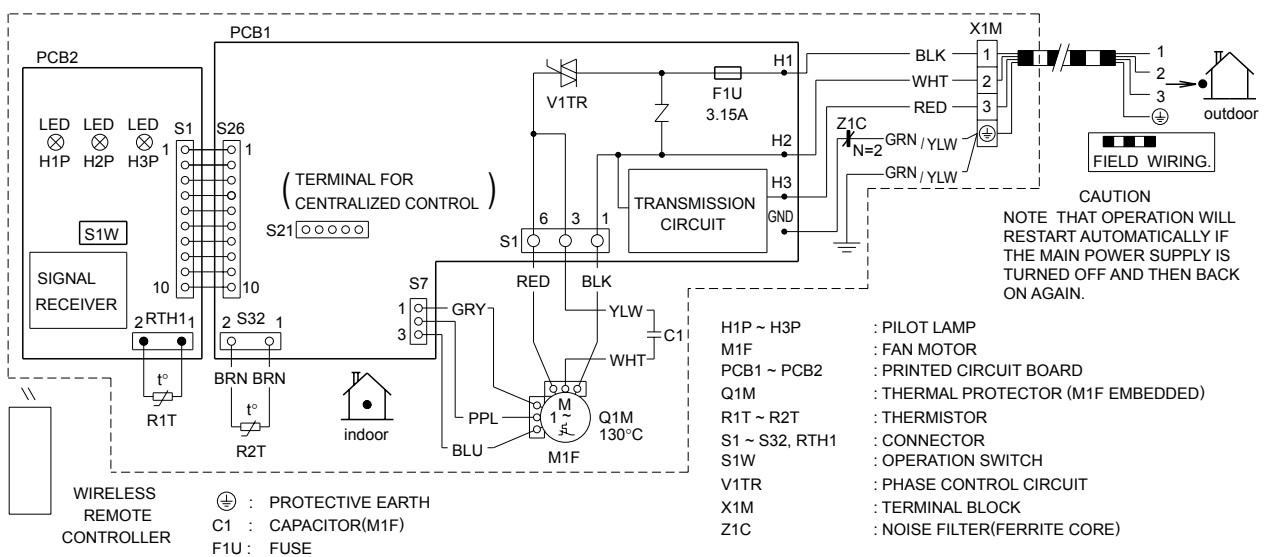 PCB1
X1M
PCB2
H1
BLK
1
1
V1TR
F1U
3.15A
WHT
2
2
RED
3
3
outdoor
LED
LED
LED
H1P
H2P
H3P
S1
S26
1
1
Z1C
N=2
GRN / YLW
H2
GRN / YLW
FIELD WIRING.
(TERMINAL FOR
CENTRALIZED CONTROL)
S21
TRANSMISSION
CIRCUIT
H3
GND
CAUTION
NOTE THAT OPERATION WILL
RESTART AUTOMATICALLY IF
THE MAIN POWER SUPPLY IS
TURNED OFF AND THEN BACK
ON AGAIN.
6
3
1
S1
S1W
SIGNAL
RECEIVER
10
10
RED
BLK
S7
1
3
GRY
YLW
C1
WHT
2
RTH1
1
2
S32
1
BRN
BRN
t°
R1T
t°
R2T
indoor
PPL
BLU
M
1 ~
Q1M
130°C
M1F
H1P ~ H3P : PILOT LAMP
M1F : FAN MOTOR
PCB1 ~ PCB2 : PRINTED CIRCUIT BOARD
Q1M : THERMAL PROTECTOR (M1F EMBEDDED)
R1T ~ R2T : THERMISTOR
S1 ~ S32, RTH1 : CONNECTOR
S1W : OPERATION SWITCH
V1TR : PHASE CONTROL CIRCUIT
X1M : TERMINAL BLOCK
Z1C : NOISE FILTER(FERRITE CORE)
WIRELESS
REMOTE
CONTROLLER
: PROTECTIVE EARTH
C1 : CAPACITOR(M1F)
F1U : FUSE